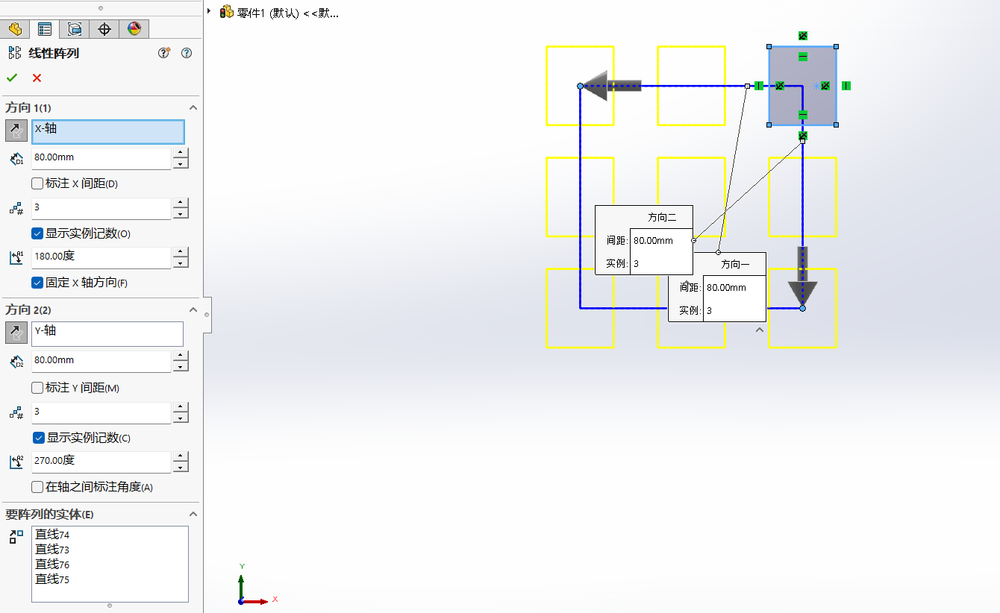 零件1 (默认) <<默...
线性阵列
方向 1(1)
X-轴
80.00mm
标注 X 间距(D)
3
显示实例记数(O)
180.00度
固定 X 轴方向(F)
方向 2(2)
Y-轴
80.00mm
标注 Y 间距(M)
3
显示实例记数(C)
270.00度
在轴之间标注角度(A)
要阵列的实体(E)
直线74
直线73
直线76
直线75
方向二
间距: 80.00mm
实例: 3
方向一
间距: 80.00mm
实例: 3
Y
X